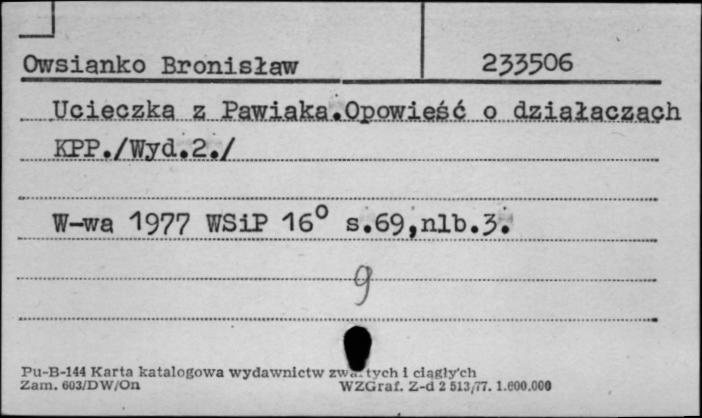 Owsianko Bronisław 233506
Ucieczka z Pawiaka.Opowieść o działaczach
KPP./Wyd.2./
W-wa 1977 WSiP 16° s.69,nlb.3.
9
Pu-B-144 Karta katalogowa wydawnictw zwartych i ciągłych
Zam. 603/DW/On WZGraf. Z-d 2 513/77. 1.600.000